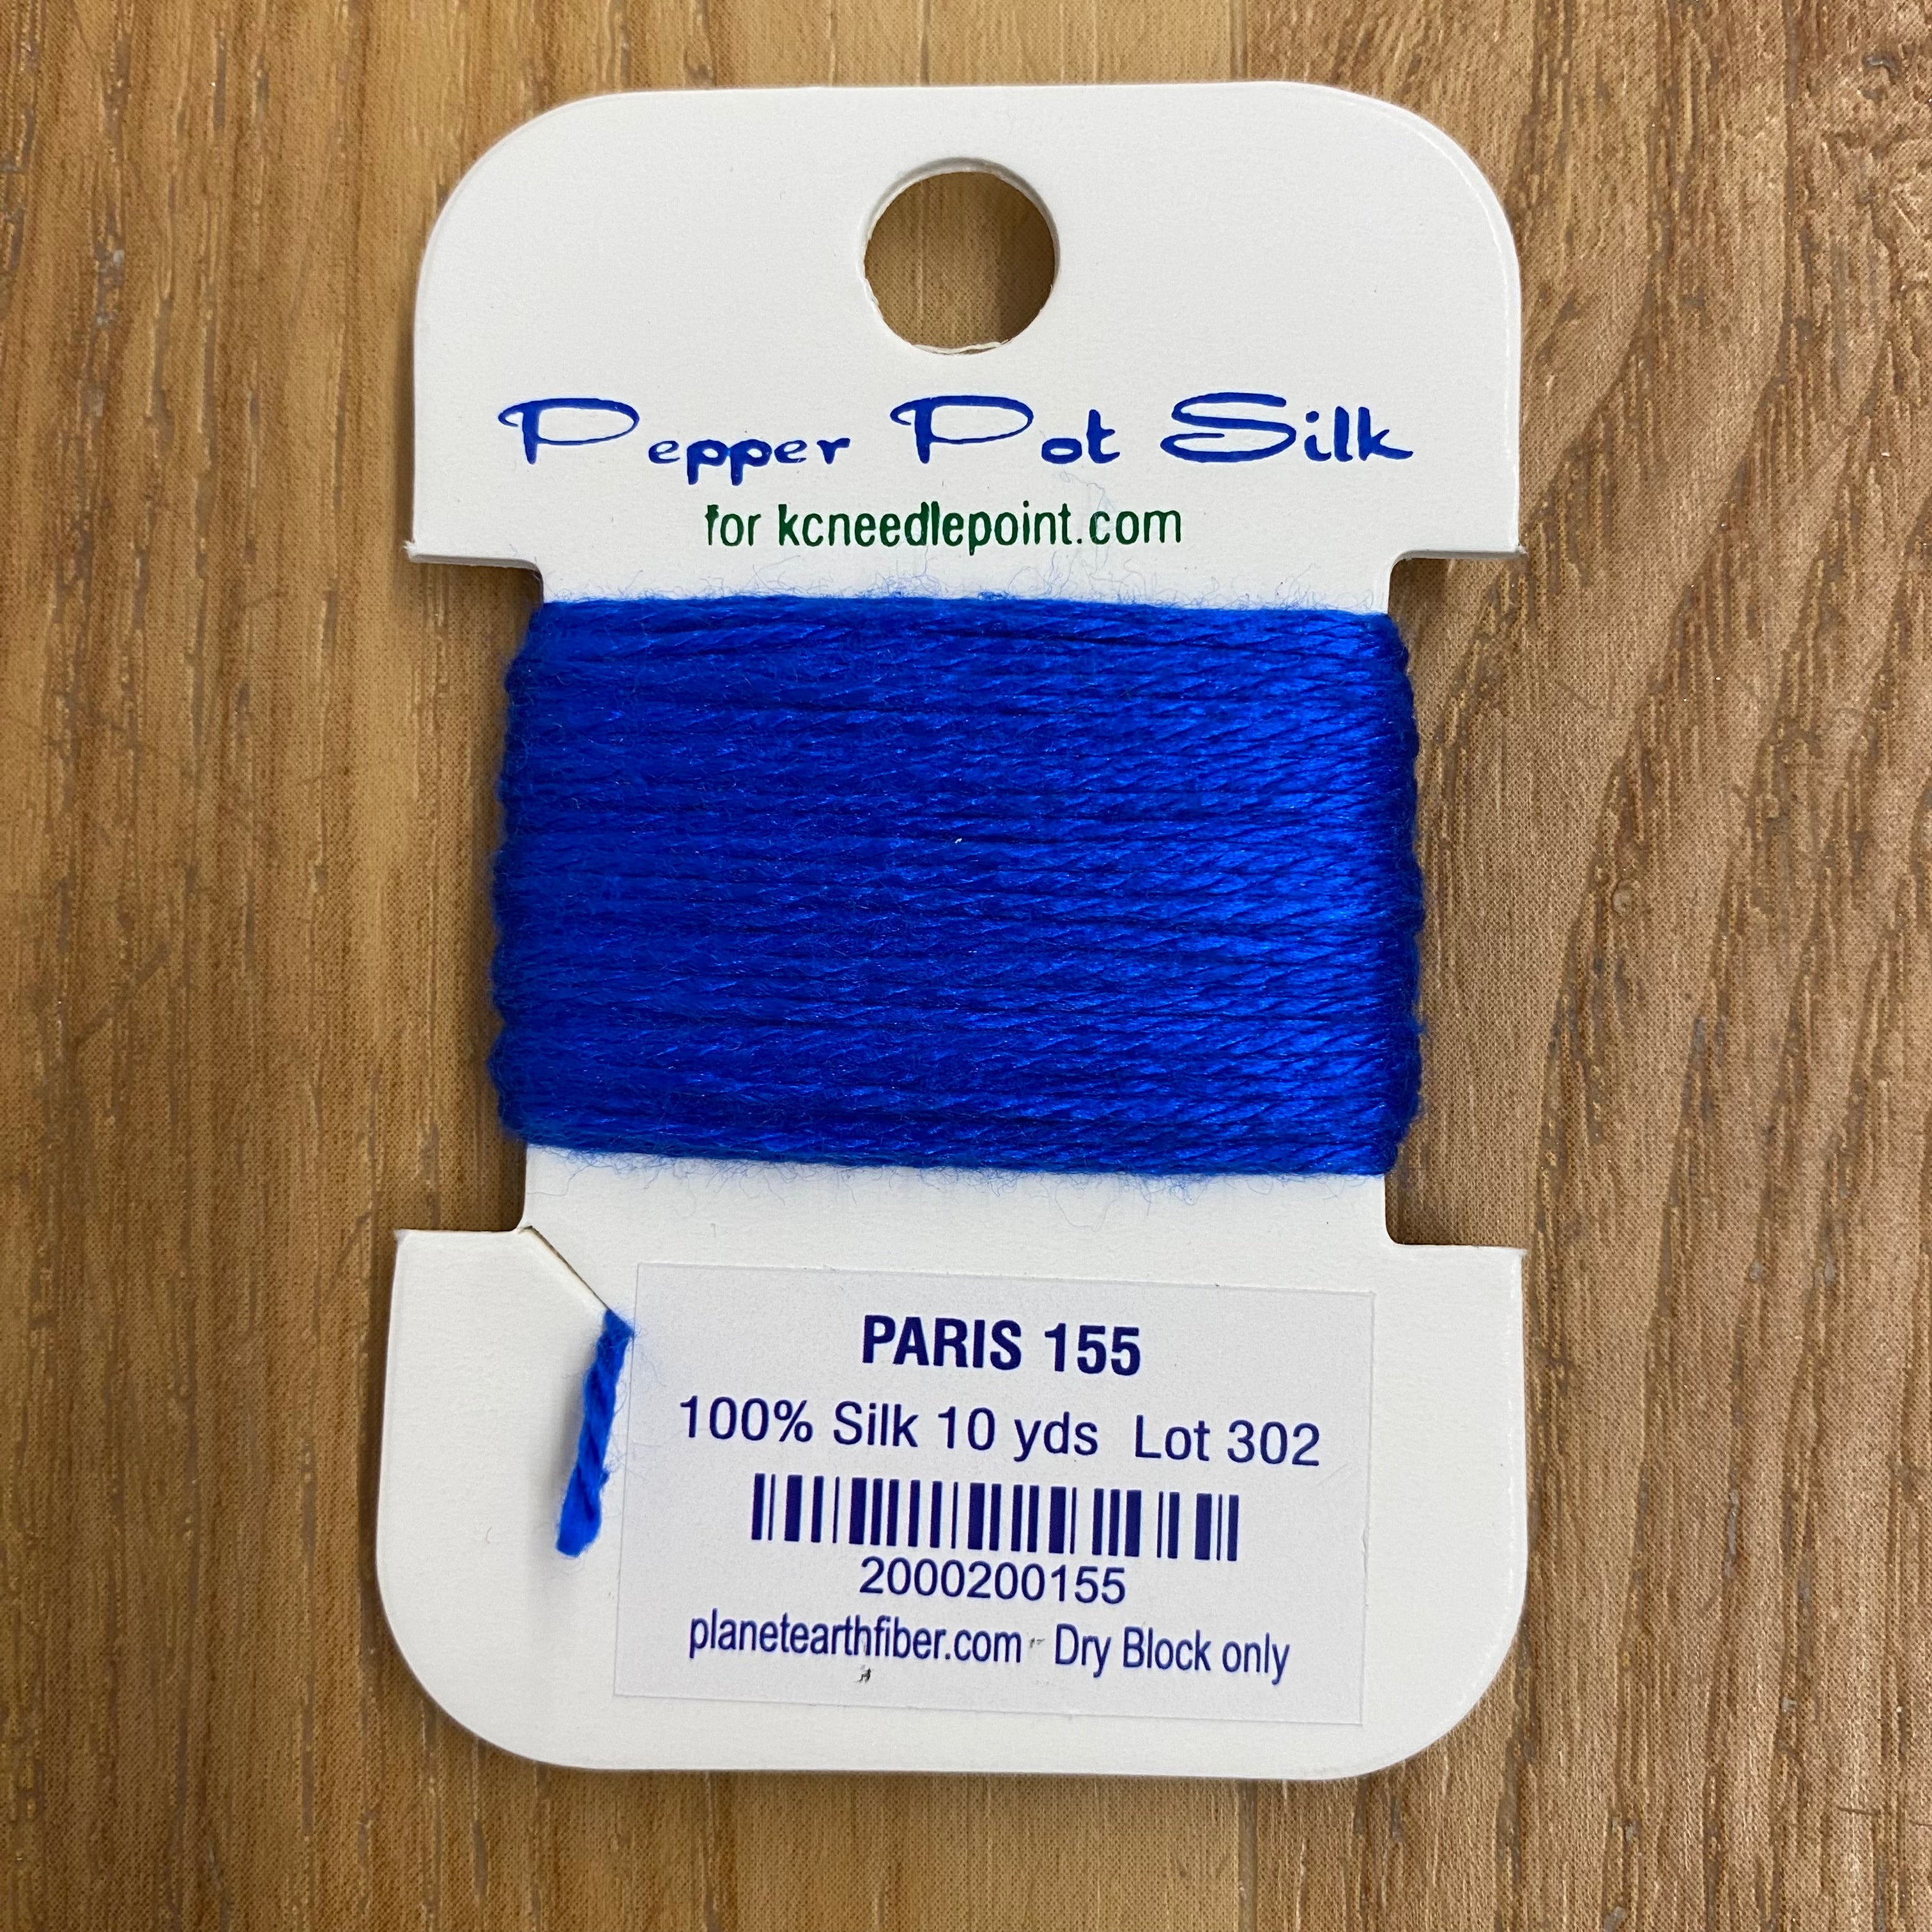 Pepper Pot Silk
for kcneedlepoint.com
PARIS 155
100% Silk 10 yds Lot 302
2000200155
planetearthfiber.com - Dry Block only